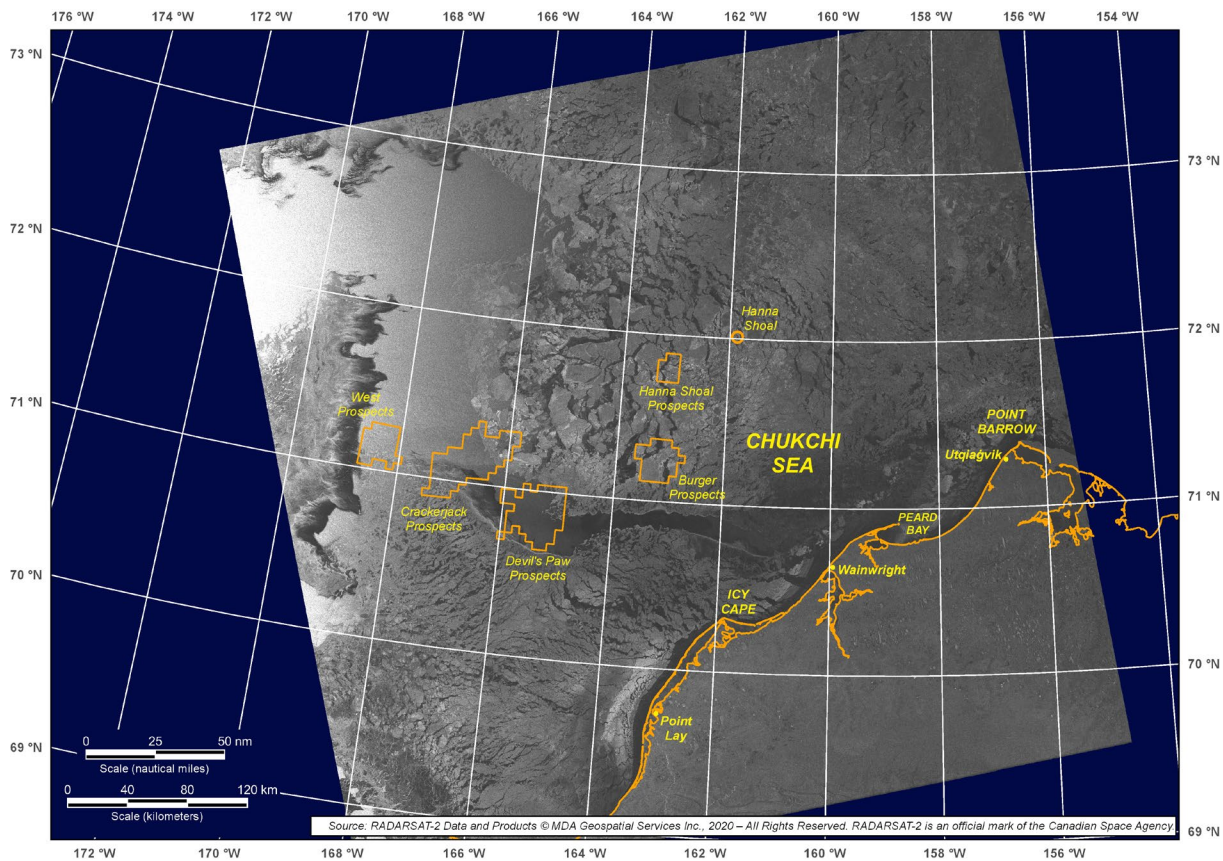 176 °W 174 °W 172 °W 170 °W 168 °W 166 °W 164 °W 162 °W 160 °W 158 °W 156 °W 154 °W
73 °N
73 °N
72 °N
72 °N
Hanna
Shoal
71 °N
West
Prospects
Hanna Shoal
Prospects
POINT
BARROW
CHUKCHI
SEA
Utqiaġvik
Burger
Prospects
71 °N
Crackerjack
Prospects
PEARD
BAY
Devil's Paw
Prospects
Wainwright
70 °N
ICY
CAPE
70 °N
Point
Lay
69 °N
0 25 50 nm
Scale (nautical miles)
0 40 80 120 km
Scale (kilometers)
Source: RADARSAT-2 Data and Products © MDA Geospatial Services Inc., 2020 – All Rights Reserved. RADARSAT-2 is an official mark of the Canadian Space Agency.
69 °N
172 °W 170 °W 168 °W 166 °W 164 °W 162 °W 160 °W 158 °W 156 °W